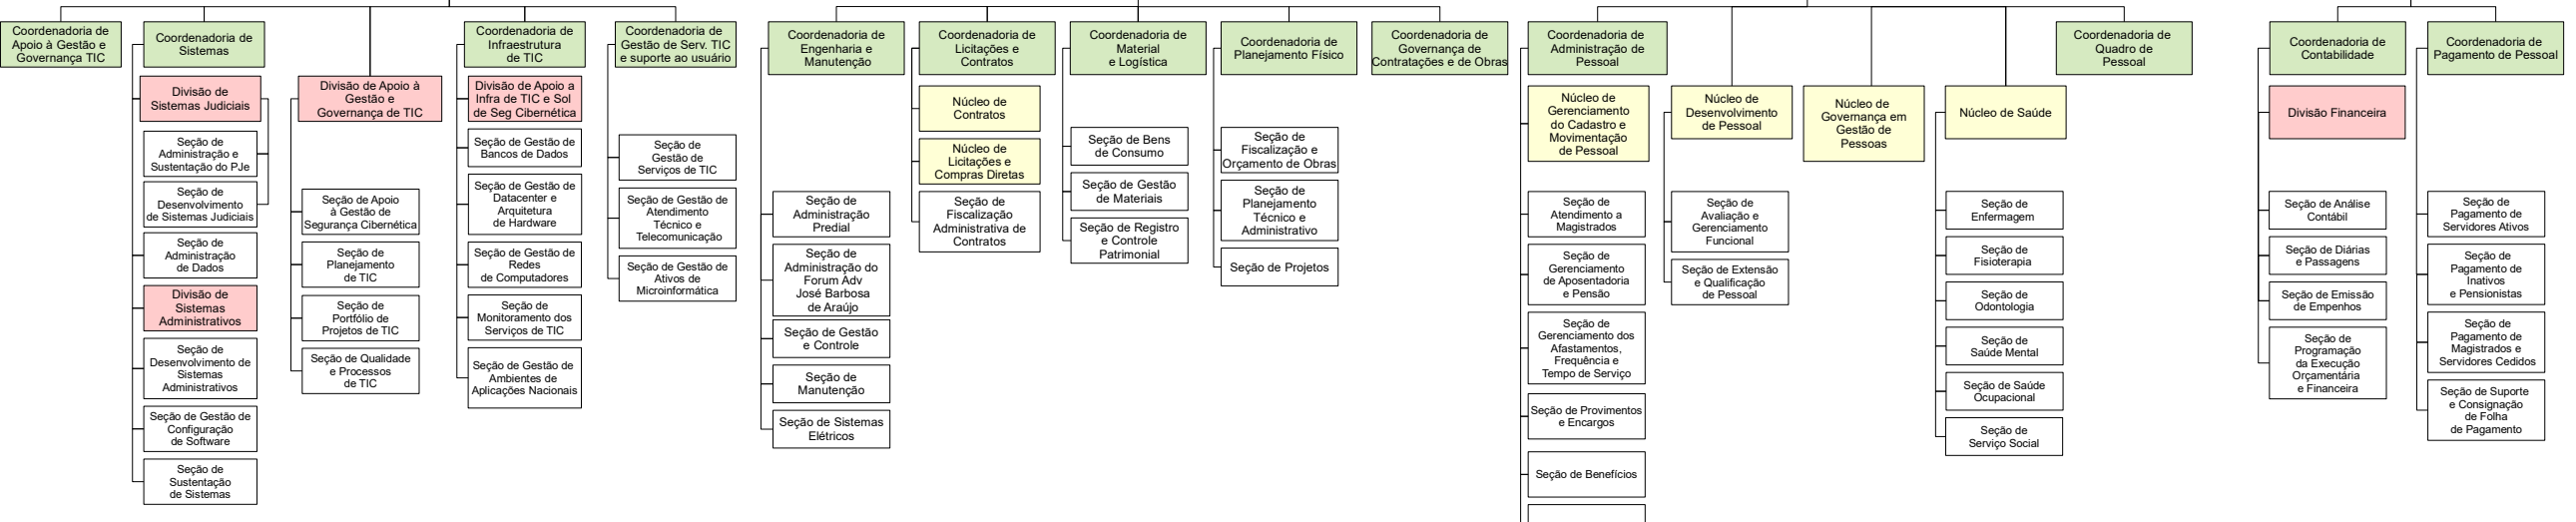 Coordenadoria de
Apoio à Gestão e
Governança TIC
Coordenadoria de
Sistemas
Divisão de
Sistemas Judiciais
Seção de
Administração e
Sustentação do PJe
Seção de
Desenvolvimento
de Sistemas Judiciais
Seção de
Administração
de Dados
Divisão de
Sistemas
Administrativos
Seção de
Desenvolvimento de
Sistemas
Administrativos
Seção de Gestão de
Configuração
de Software
Seção de
Sustentação
de Sistemas
Divisão de Apoio à
Gestão e
Governança de TIC
Seção de Apoio
à Gestão de
Segurança Cibernética
Seção de
Planejamento
de TIC
Seção de
Portfólio de
Projetos de TIC
Seção de Qualidade
e Processos
de TIC
Coordenadoria de
Infraestrutura
de TIC
Divisão de Apoio a
Infra de TIC e Sol
de Seg Cibernética
Seção de Gestão de
Bancos de Dados
Seção de Gestão de
Datacenter e
Arquitetura
de Hardware
Seção de Gestão de
Redes
de Computadores
Seção de
Monitoramento dos
Serviços de TIC
Seção de Gestão de
Ambientes de
Aplicações Nacionais
Coordenadoria de
Gestão de Serv. TIC
e suporte ao usuário
Seção de
Gestão de
Serviços de TIC
Seção de Gestão de
Atendimento
Técnico e
Telecomunicação
Seção de Gestão de
Ativos de
Microinformática
Coordenadoria de
Engenharia e
Manutenção
Seção de
Administração
Predial
Seção de
Administração do
Forum Adv
José Barbosa
de Araújo
Seção de Gestão
e Controle
Seção de
Manutenção
Seção de Sistemas
Elétricos
Coordenadoria de
Licitações e
Contratos
Núcleo de
Contratos
Núcleo de
Licitações e
Compras Diretas
Seção de
Fiscalização
Administrativa de
Contratos
Coordenadoria de
Material
e Logística
Seção de Bens
de Consumo
Seção de Gestão
de Materiais
Seção de Registro
e Controle
Patrimonial
Coordenadoria de
Planejamento Físico
Seção de
Fiscalização e
Orçamento de Obras
Seção de
Planejamento
Técnico e
Administrativo
Seção de Projetos
Coordenadoria de
Governança de
Contratações e de Obras
Coordenadoria de
Administração de
Pessoal
Núcleo de
Gerenciamento
do Cadastro e
Movimentação
de Pessoal
Seção de
Atendimento a
Magistrados
Seção de
Gerenciamento
de Aposentadoria
e Pensão
Seção de
Gerenciamento dos
Afastamentos,
Frequência e
Tempo de Serviço
Seção de Provimentos
e Encargos
Seção de Benefícios
Núcleo de
Desenvolvimento
de Pessoal
Seção de
Avaliação e
Gerenciamento
Funcional
Seção de Extensão
e Qualificação
de Pessoal
Núcleo de
Governança em
Gestão de
Pessoas
Núcleo de Saúde
Seção de
Enfermagem
Seção de
Fisioterapia
Seção de
Odontologia
Seção de
Saúde Mental
Seção de Saúde
Ocupacional
Seção de
Serviço Social
Coordenadoria de
Quadro de
Pessoal
Coordenadoria de
Contabilidade
Divisão Financeira
Seção de Análise
Contábil
Seção de Diárias
e Passagens
Seção de Emissão
de Empenhos
Seção de
Programação
da Execução
Orçamentária
e Financeira
Coordenadoria de
Pagamento de Pessoal
Seção de
Pagamento de
Servidores Ativos
Seção de
Pagamento de
Inativos
e Pensionistas
Seção de
Pagamento de
Magistrados e
Servidores Cedidos
Seção de Suporte
e Consignação
de Folha
de Pagamento